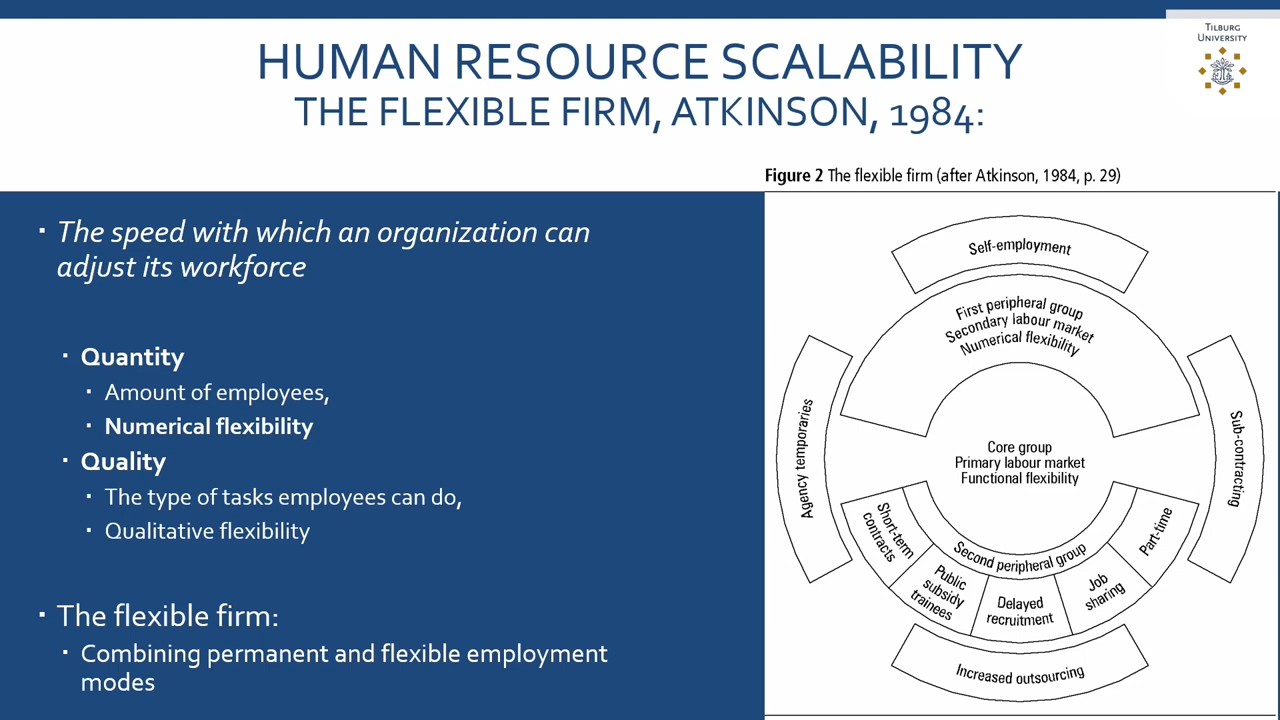 TILBURG
UNIVERSITY
HUMAN RESOURCE SCALABILITY
THE FLEXIBLE FIRM, ATKINSON, 1984:
▪ The speed with which an organization can
adjust its workforce
▪ Quantity
▪ Amount of employees,
▪ Numerical flexibility
▪ Quality
▪ The type of tasks employees can do,
▪ Qualitative flexibility
▪ The flexible firm:
▪ Combining permanent and flexible employment
modes
Figure 2 The flexible firm (after Atkinson, 1984, p. 29)
Self-employment
First peripheral group
Secondary labour market
Numerical flexibility
Agency temporaries
Sub-contracting
Core group
Primary labour market
Functional flexibility
Second peripheral group
Short-term
contracts
Public
subsidy
trainees
Delayed
recruitment
Job
sharing
Part-time
Increased outsourcing